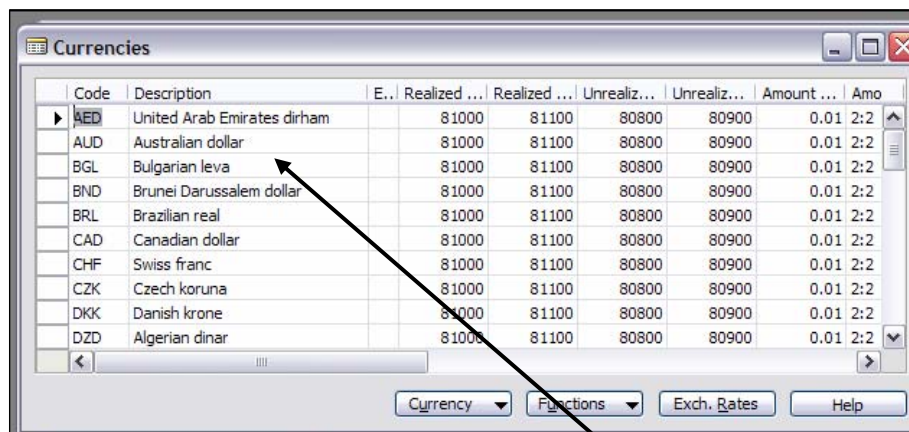 Currencies
Code Description E.. Realized ... Realized ... Unrealiz... Unrealiz... Amount ... Amo
AED United Arab Emirates dirham 81000 81100 80800 80900 0.01 2:2
AUD Australian dollar 81000 81100 80800 80900 0.01 2:2
BGL Bulgarian leva 81000 81100 80800 80900 0.01 2:2
BND Brunei Darussalem dollar 81000 81100 80800 80900 0.01 2:2
BRL Brazilian real 81000 81100 80800 80900 0.01 2:2
CAD Canadian dollar 81000 81100 80800 80900 0.01 2:2
CHF Swiss franc 81000 81100 80800 80900 0.01 2:2
CZK Czech koruna 81000 81100 80800 80900 0.01 2:2
DKK Danish krone 81000 81100 80800 80900 0.01 2:2
DZD Algerian dinar 81000 81100 80800 80900 0.01 2:2
Currency Functions Exch. Rates Help